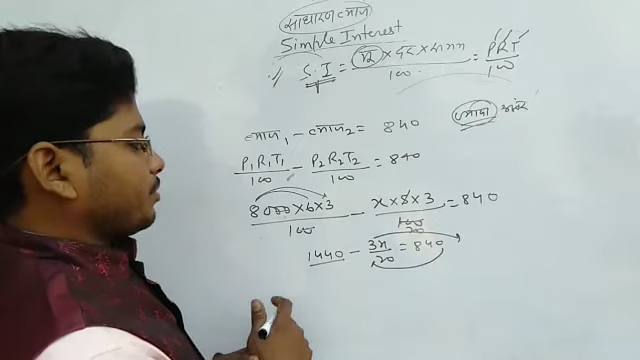 साधारण ब्याज
Simple Interest
S.I = मू × दर × समय / 100 = PRT / 100
ब्याज₁ - ब्याज₂ = 840
P₁R₁T₁ / 100 - P₂R₂T₂ / 100 = 840
8000×6×3 / 100 - x×8×3 / 100 = 840
20
1440 - 3x / 20 = 840